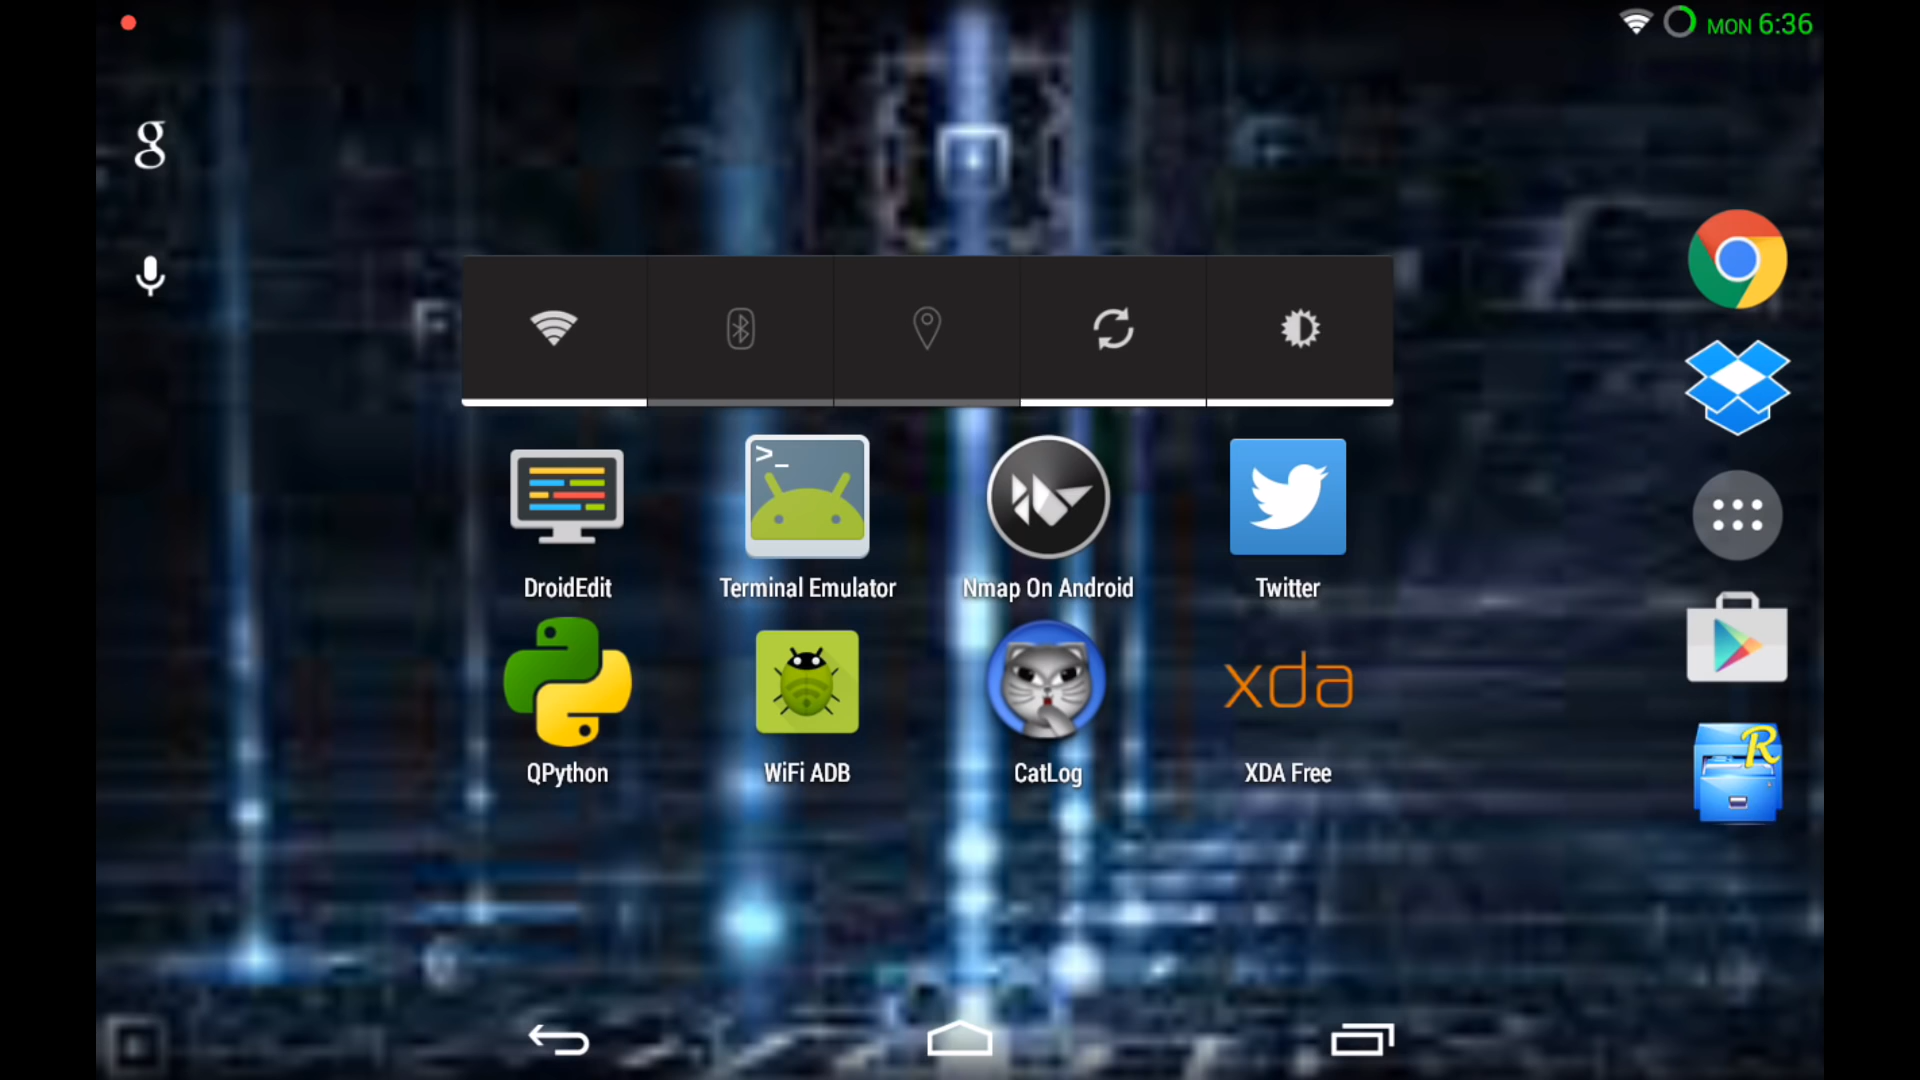 MON 6:36
g
F
>_
DroidEdit
Terminal Emulator
Nmap On Android
Twitter
xda
R
QPython
WiFi ADB
CatLog
XDA Free